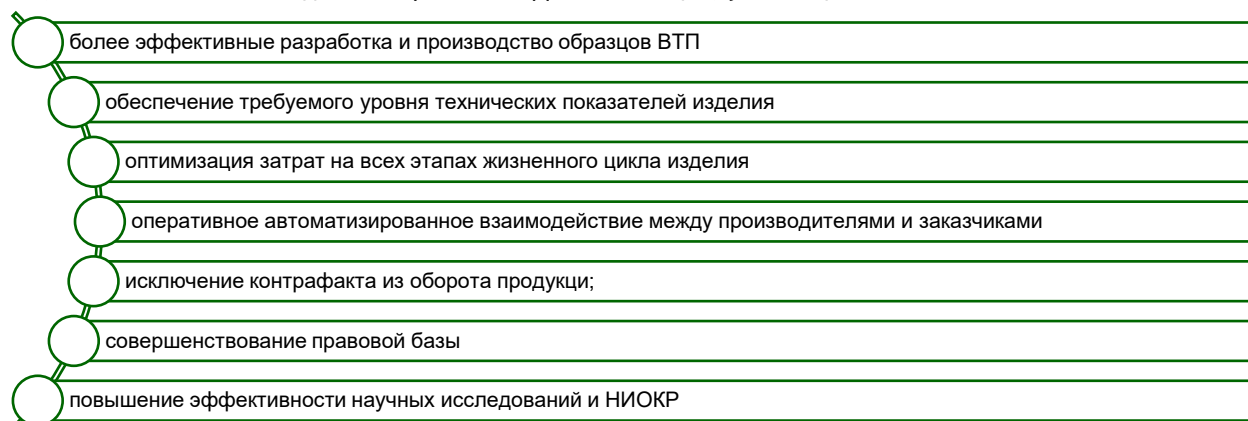 более эффективные разработка и производство образцов ВТП
обеспечение требуемого уровня технических показателей изделия
оптимизация затрат на всех этапах жизненного цикла изделия
оперативное автоматизированное взаимодействие между производителями и заказчиками
исключение контрафакта из оборота продукци;
совершенствование правовой базы
повышение эффективности научных исследований и НИОКР